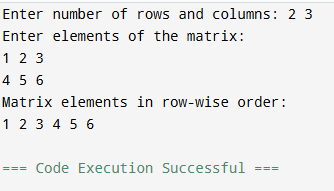 Enter number of rows and columns: 2 3
Enter elements of the matrix:
1 2 3
4 5 6
Matrix elements in row-wise order:
1 2 3 4 5 6
=== Code Execution Successful ===